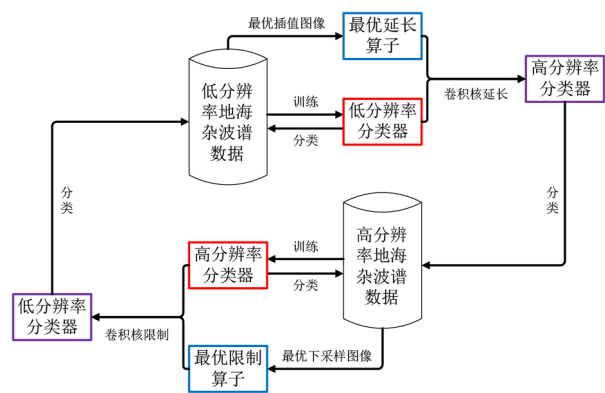 最优插值图像
最优延长
算子
低分辨
率地海
杂波谱
数据
训练
分类
低分辨率
分类器
卷积核延长
高分辨率
分类器
分
类
分
类
高分辨率
分类器
训练
分类
高分辨
率地海
杂波谱
数据
低分辨率
分类器
卷积核限制
最优限制
算子
最优下采样图像